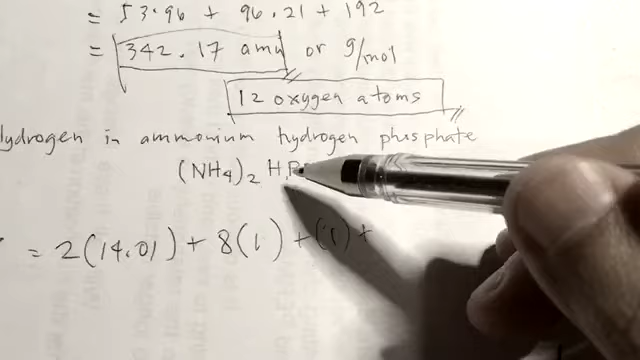 = 53.96 + 96.21 + 192
= 342.17 amu or g/mol
12 oxygen atoms
Hydrogen in ammonium hydrogen phosphate
(NH4)2 HP
= 2(14.01) + 8(1) + (1) +